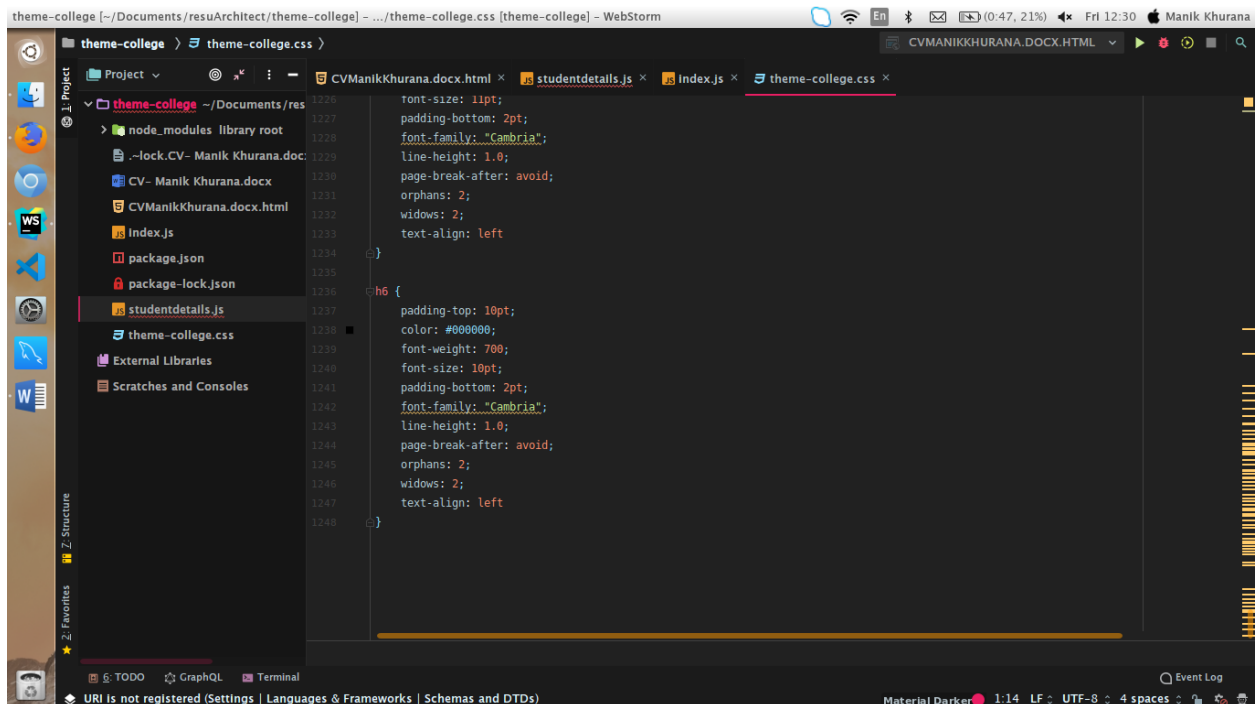 theme-college [~/Documents/resuArchitect/theme-college] - .../theme-college.css [theme-college] - WebStorm
En (0:47, 21%) Fri 12:30 Manik Khurana
theme-college > theme-college.css >
CVMANIKKHURANA.DOCX.HTML
1: Project
Project
CVManikKhurana.docx.html ×
studentdetails.js ×
index.js ×
theme-college.css ×
theme-college ~/Documents/res
node_modules library root
.~lock.CV- Manik Khurana.doc
CV- Manik Khurana.docx
CVManikKhurana.docx.html
index.js
package.json
package-lock.json
studentdetails.js
theme-college.css
External Libraries
Scratches and Consoles
1226 font-size: 11pt;
1227 padding-bottom: 2pt;
1228 font-family: "Cambria";
1229 line-height: 1.0;
1230 page-break-after: avoid;
1231 orphans: 2;
1232 widows: 2;
1233 text-align: left
1234 }
1235
1236 h6 {
1237 padding-top: 10pt;
1238 color: #000000;
1239 font-weight: 700;
1240 font-size: 10pt;
1241 padding-bottom: 2pt;
1242 font-family: "Cambria";
1243 line-height: 1.0;
1244 page-break-after: avoid;
1245 orphans: 2;
1246 widows: 2;
1247 text-align: left
1248 }
WS
W
Z: Structure
2: Favorites
6: TODO GraphQL Terminal
Event Log
URI is not registered (Settings | Languages & Frameworks | Schemas and DTDs)
Material Darker 1:14 LF UTF-8 4 spaces